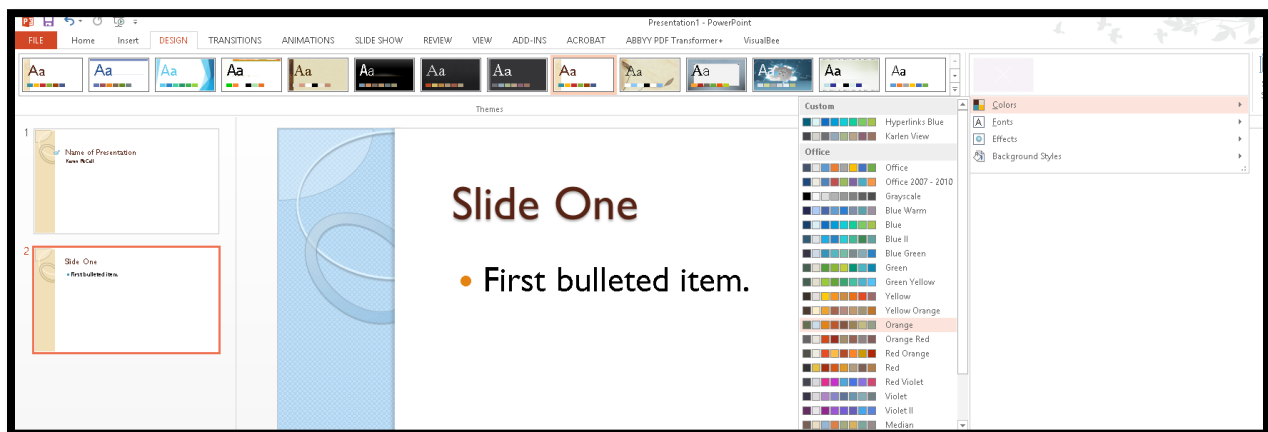 Presentation1 - PowerPoint
FILE Home Insert DESIGN TRANSITIONS ANIMATIONS SLIDE SHOW REVIEW VIEW ADD-INS ACROBAT ABBYY PDF Transformer+ VisualBee
Aa Aa Aa Aa Aa Aa Aa Aa Aa Aa Aa Aa Aa Aa
Themes
1
Name of Presentation
Karen McCall
2
Slide One
First bulleted item.
Slide One
• First bulleted item.
Custom
Hyperlinks Blue
Karlen View
Office
Office
Office 2007 - 2010
Grayscale
Blue Warm
Blue
Blue II
Blue Green
Green
Green Yellow
Yellow
Yellow Orange
Orange
Orange Red
Red Orange
Red
Red Violet
Violet
Violet II
Median
Colors
Fonts
Effects
Background Styles